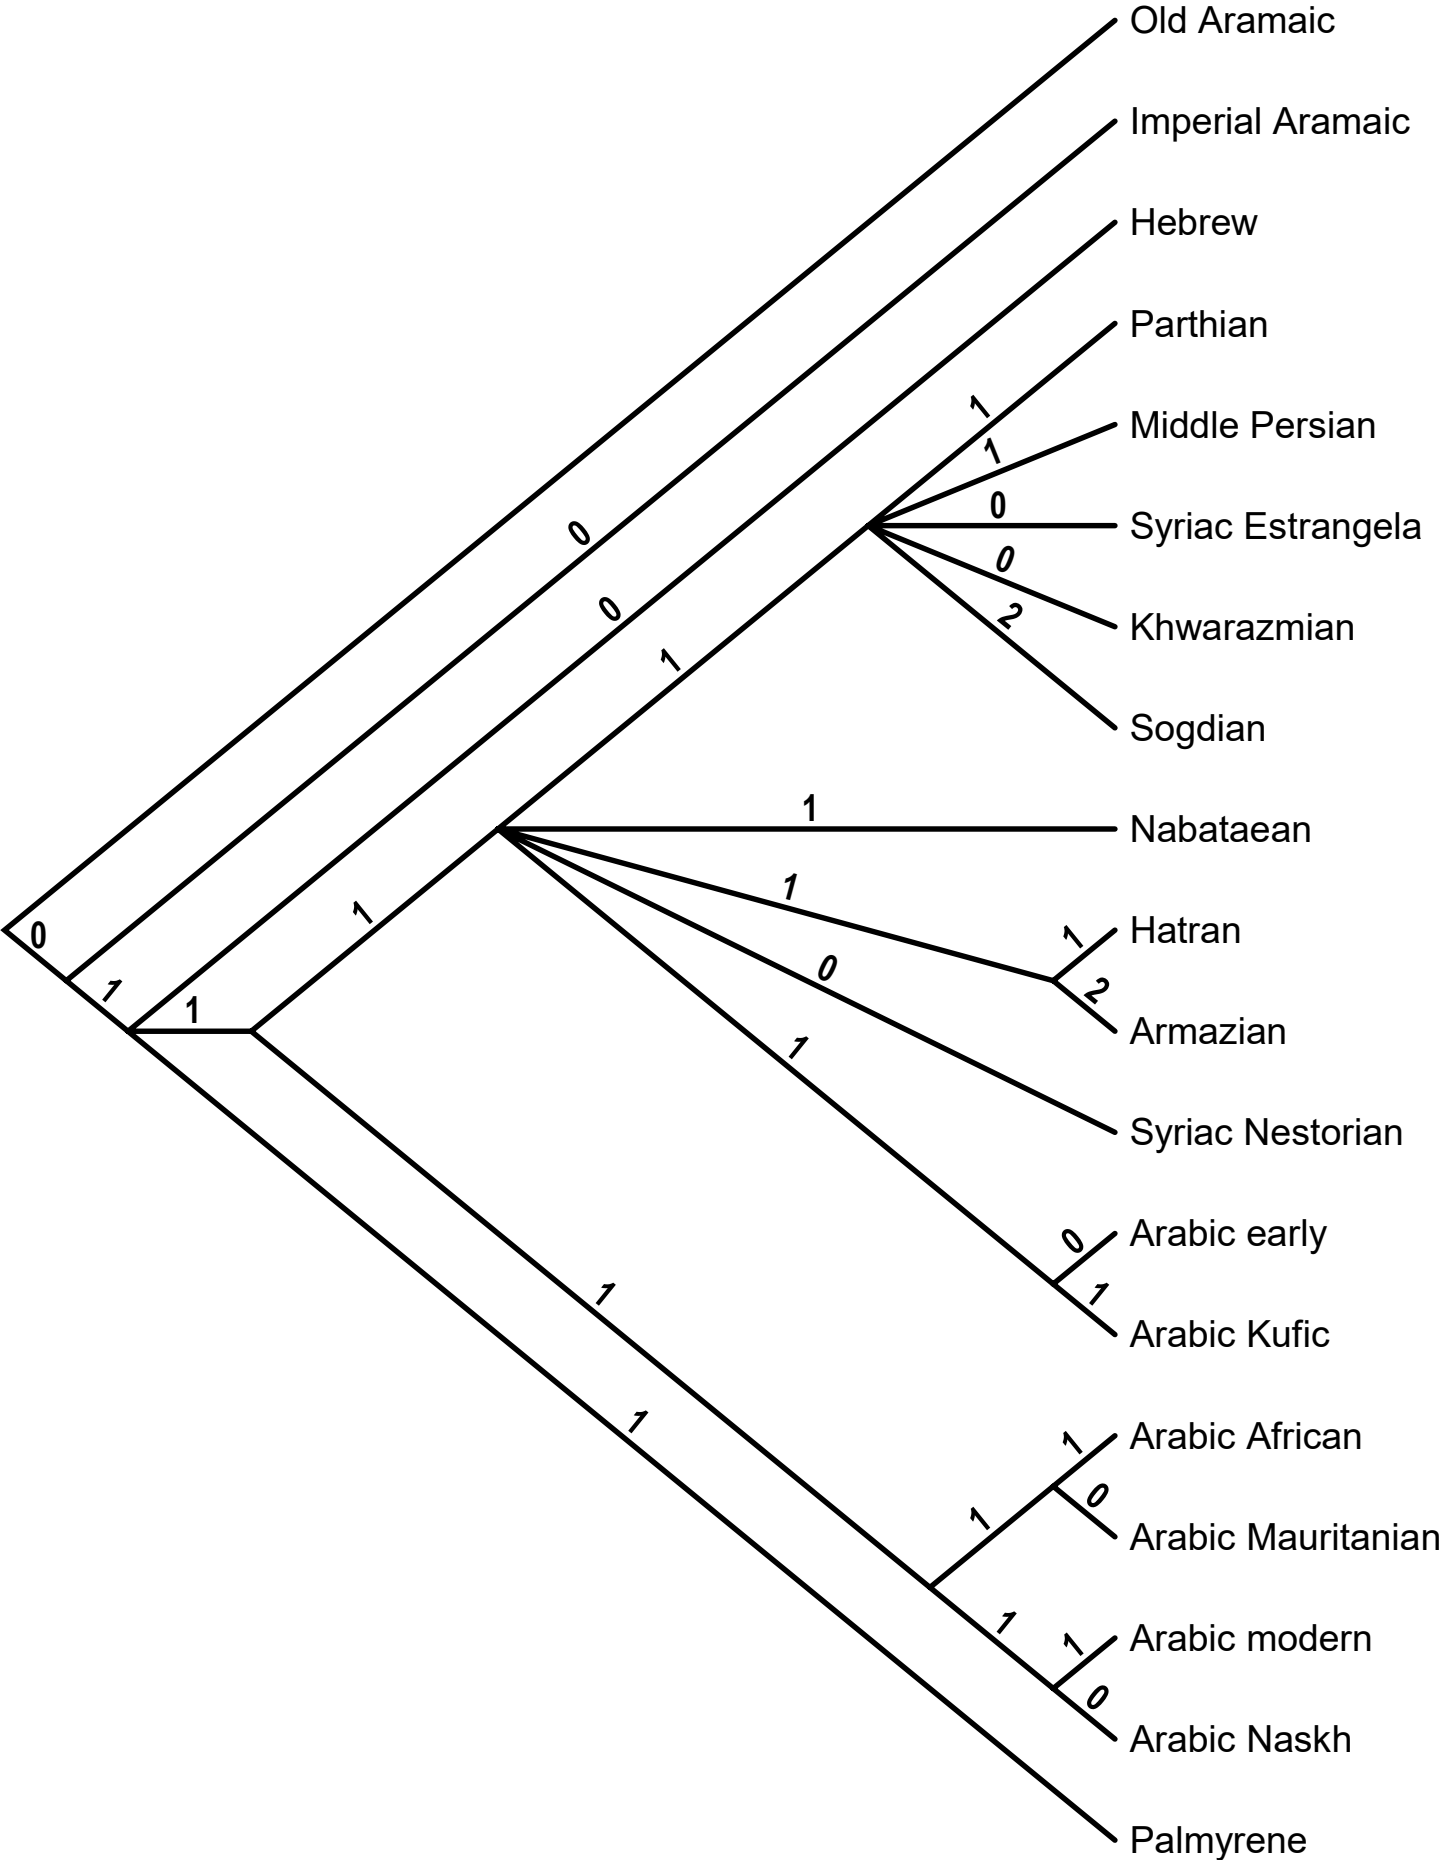 Old Aramaic
Imperial Aramaic
Hebrew
Parthian
1
Middle Persian
1
0
Syriac Estrangela
0
0
Khwarazmian
2
0
1
Sogdian
1
Nabataean
1
1
0
Hatran
1
0
2
1
1
Armazian
1
Syriac Nestorian
0
Arabic early
1
1
Arabic Kufic
1
1
Arabic African
0
1
Arabic Mauritanian
1
1
Arabic modern
0
Arabic Naskh
Palmyrene